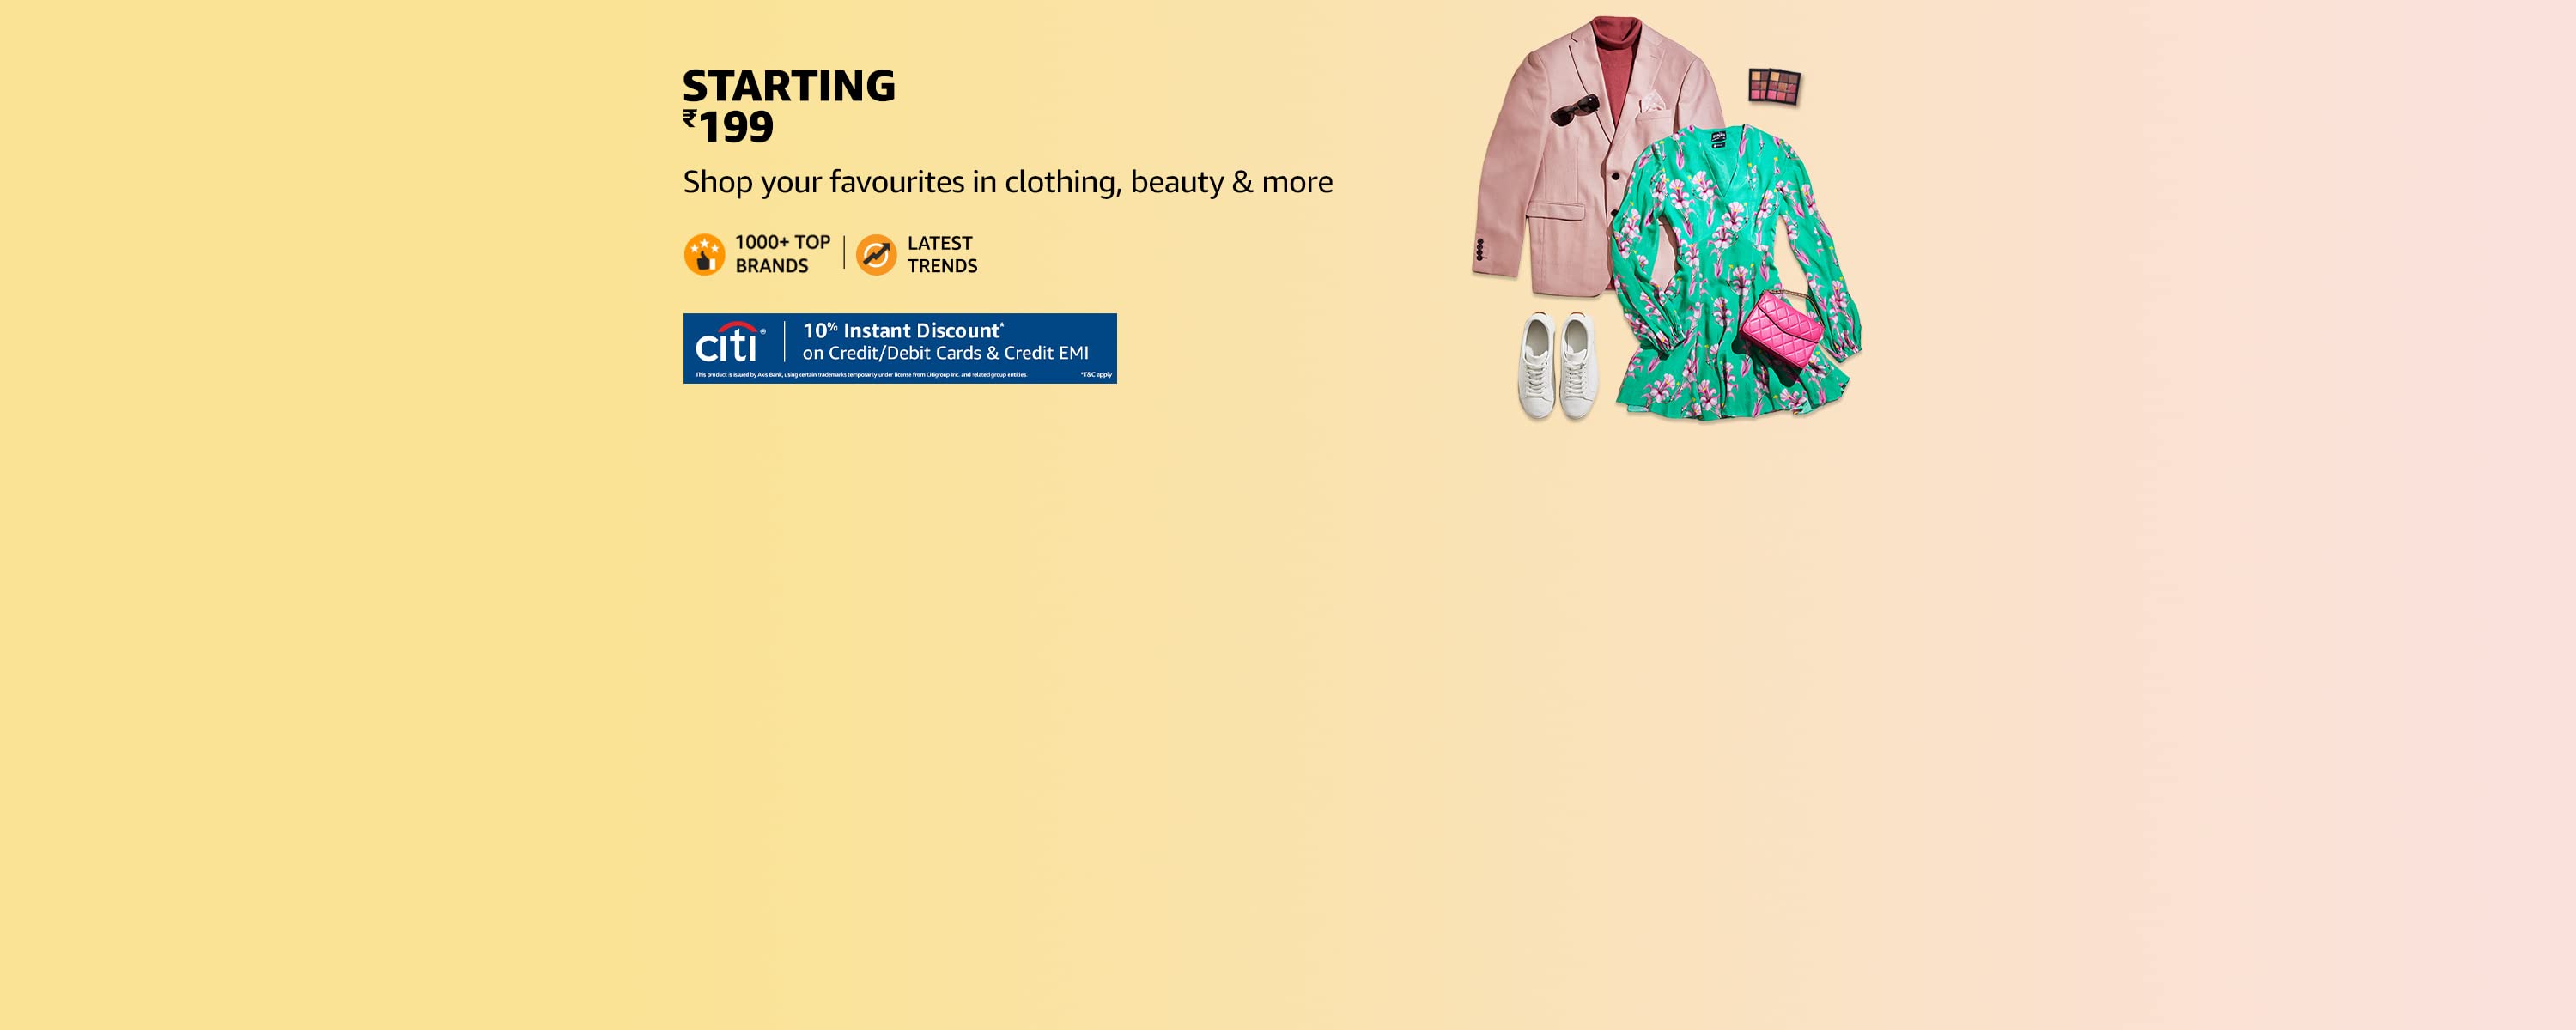 STARTING
₹199
Shop your favourites in clothing, beauty & more
1000+ TOP
BRANDS
LATEST
TRENDS
citi®
10% Instant Discount*
on Credit/Debit Cards & Credit EMI
This product is issued by Axis Bank, using certain trademarks temporarily under license from Citigroup Inc. and related group entities.
*T&C apply